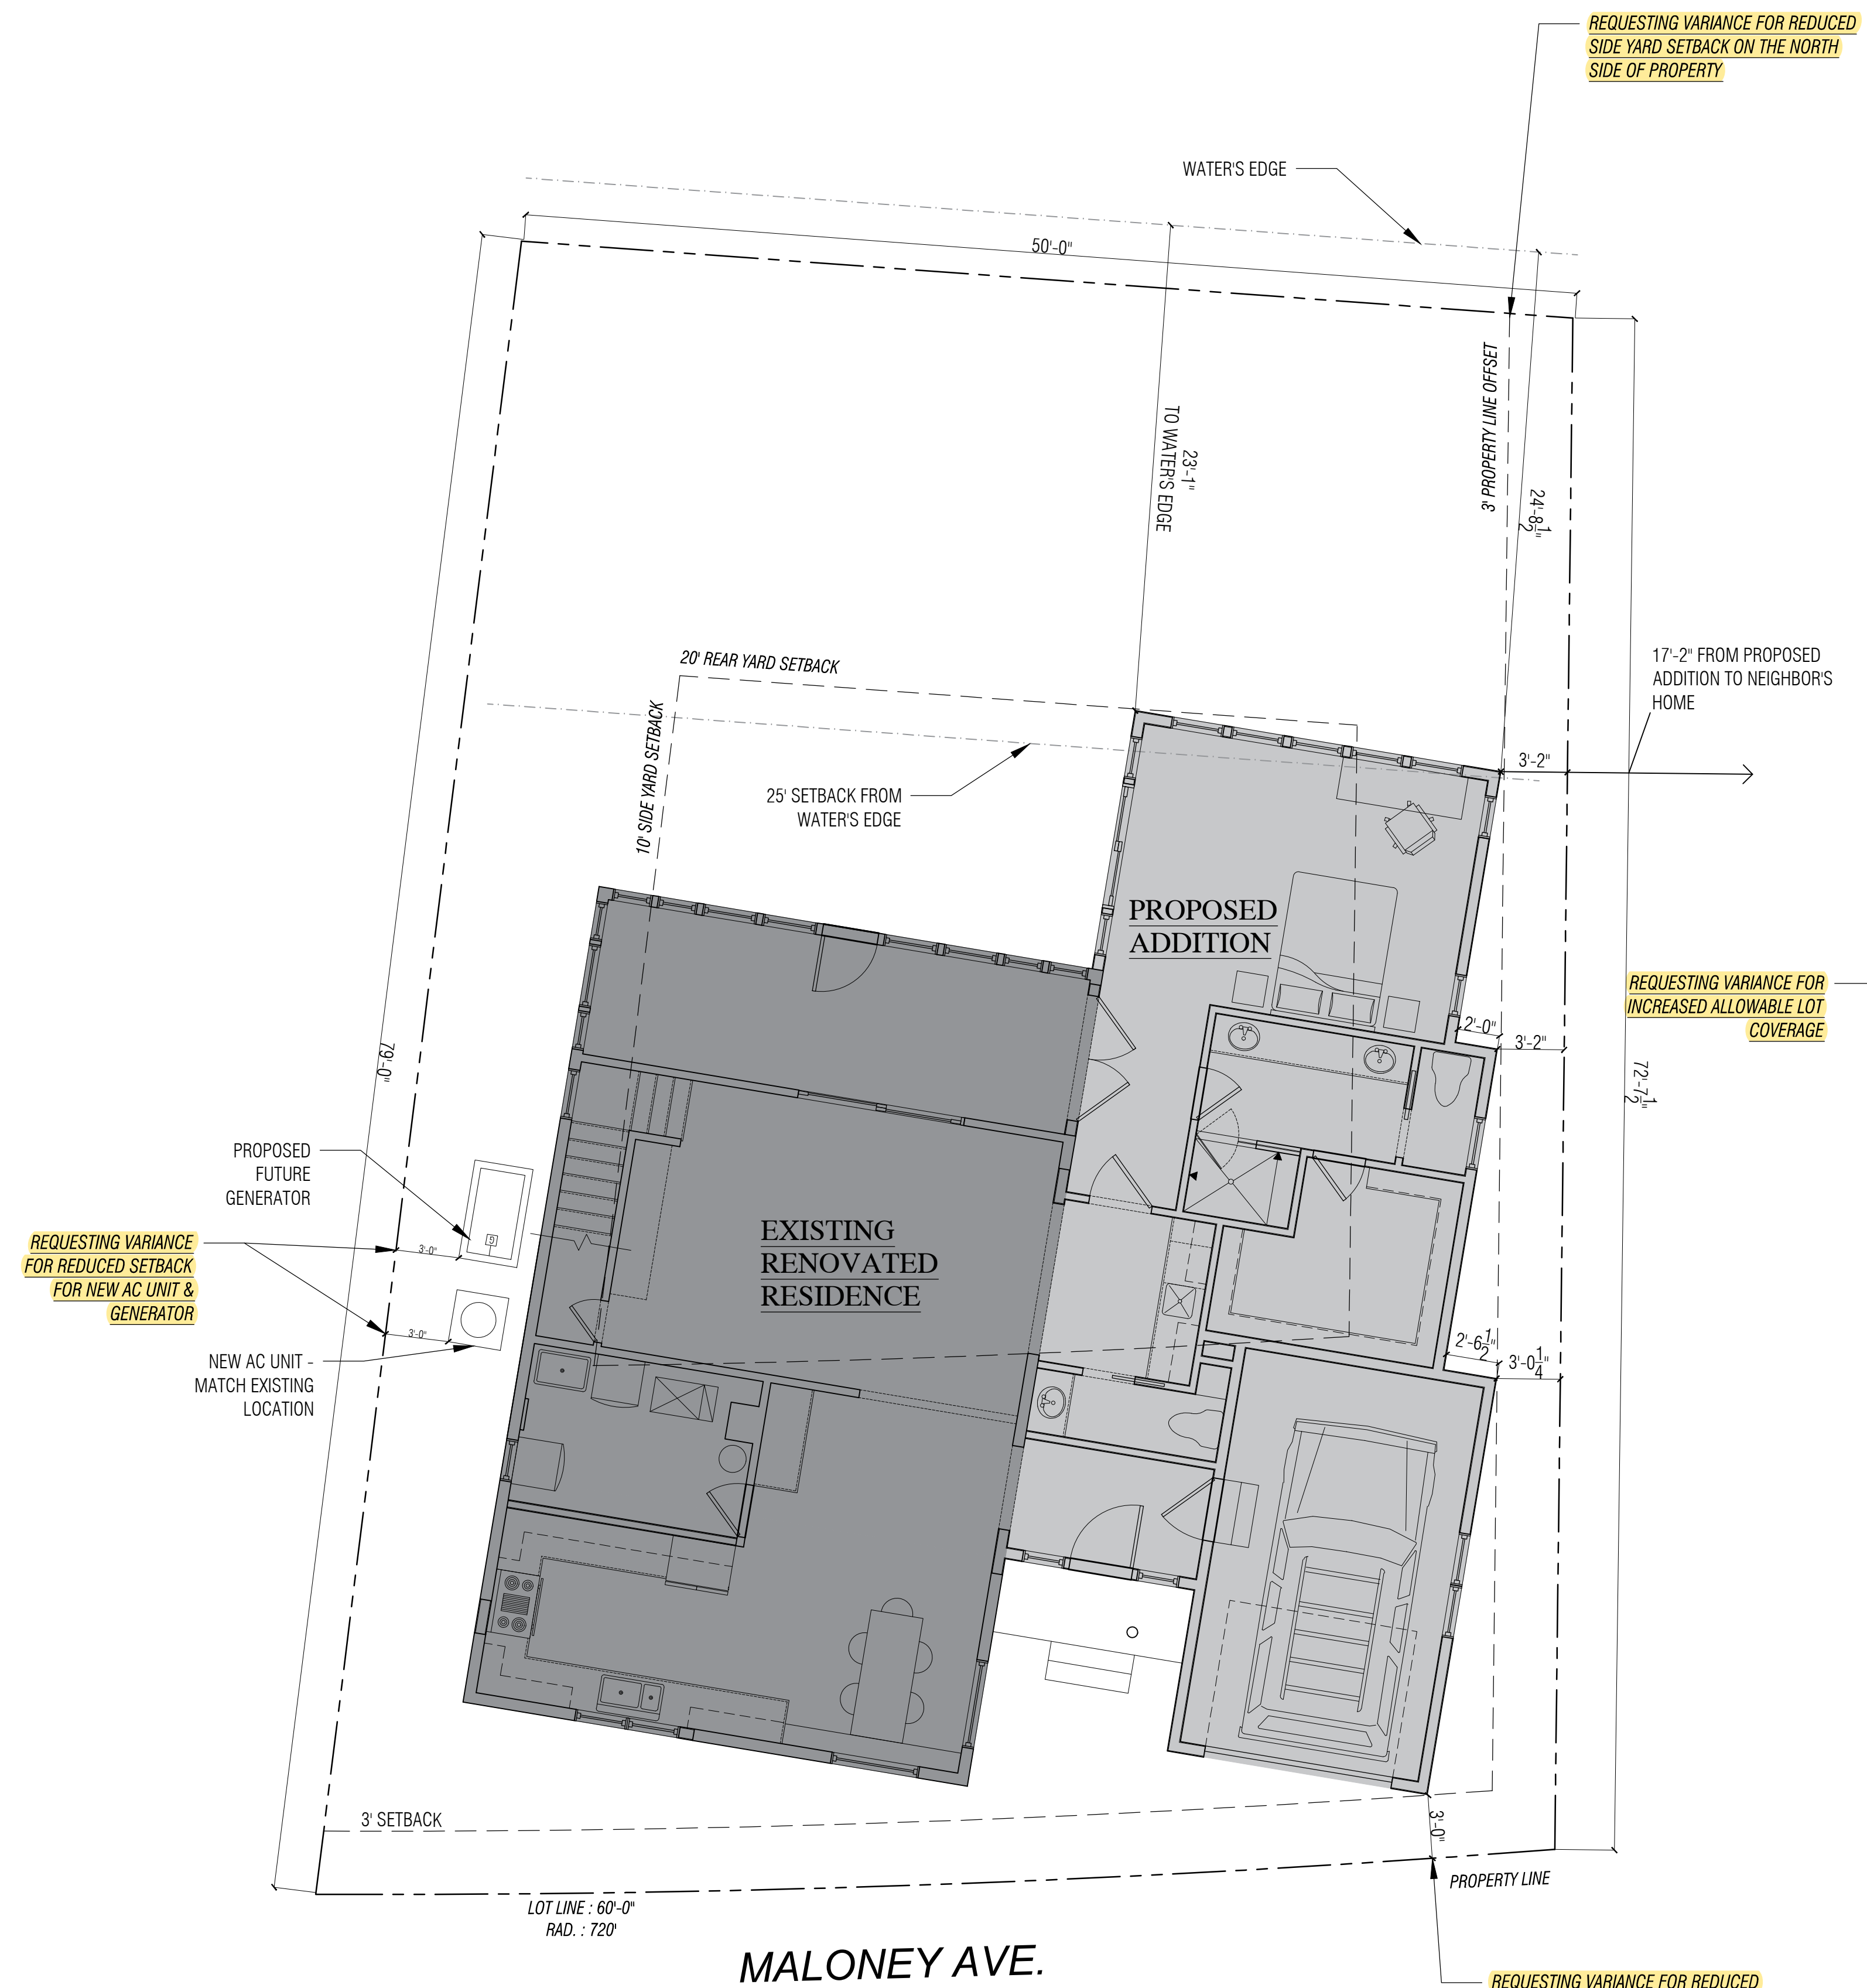 REQUESTING VARIANCE FOR REDUCED
SIDE YARD SETBACK ON THE NORTH
SIDE OF PROPERTY
WATER'S EDGE
50'-0"
3' PROPERTY LINE OFFSET
23'-1"
TO WATER'S EDGE
24'-8 1/2"
20' REAR YARD SETBACK
10' SIDE YARD SETBACK
17'-2" FROM PROPOSED
ADDITION TO NEIGHBOR'S
HOME
3'-2"
25' SETBACK FROM
WATER'S EDGE
PROPOSED
ADDITION
REQUESTING VARIANCE FOR
INCREASED ALLOWABLE LOT
COVERAGE
2'-0"
3'-2"
79'-0"
72'-7 1/2"
PROPOSED
FUTURE
GENERATOR
G
3'-0"
REQUESTING VARIANCE
FOR REDUCED SETBACK
FOR NEW AC UNIT &
GENERATOR
EXISTING
RENOVATED
RESIDENCE
3'-0"
NEW AC UNIT -
MATCH EXISTING
LOCATION
2'-6 1/2"
3'-0 1/4"
3' SETBACK
3'-0"
PROPERTY LINE
LOT LINE : 60'-0"
RAD. : 720'
MALONEY AVE.
REQUESTING VARIANCE FOR REDUCED